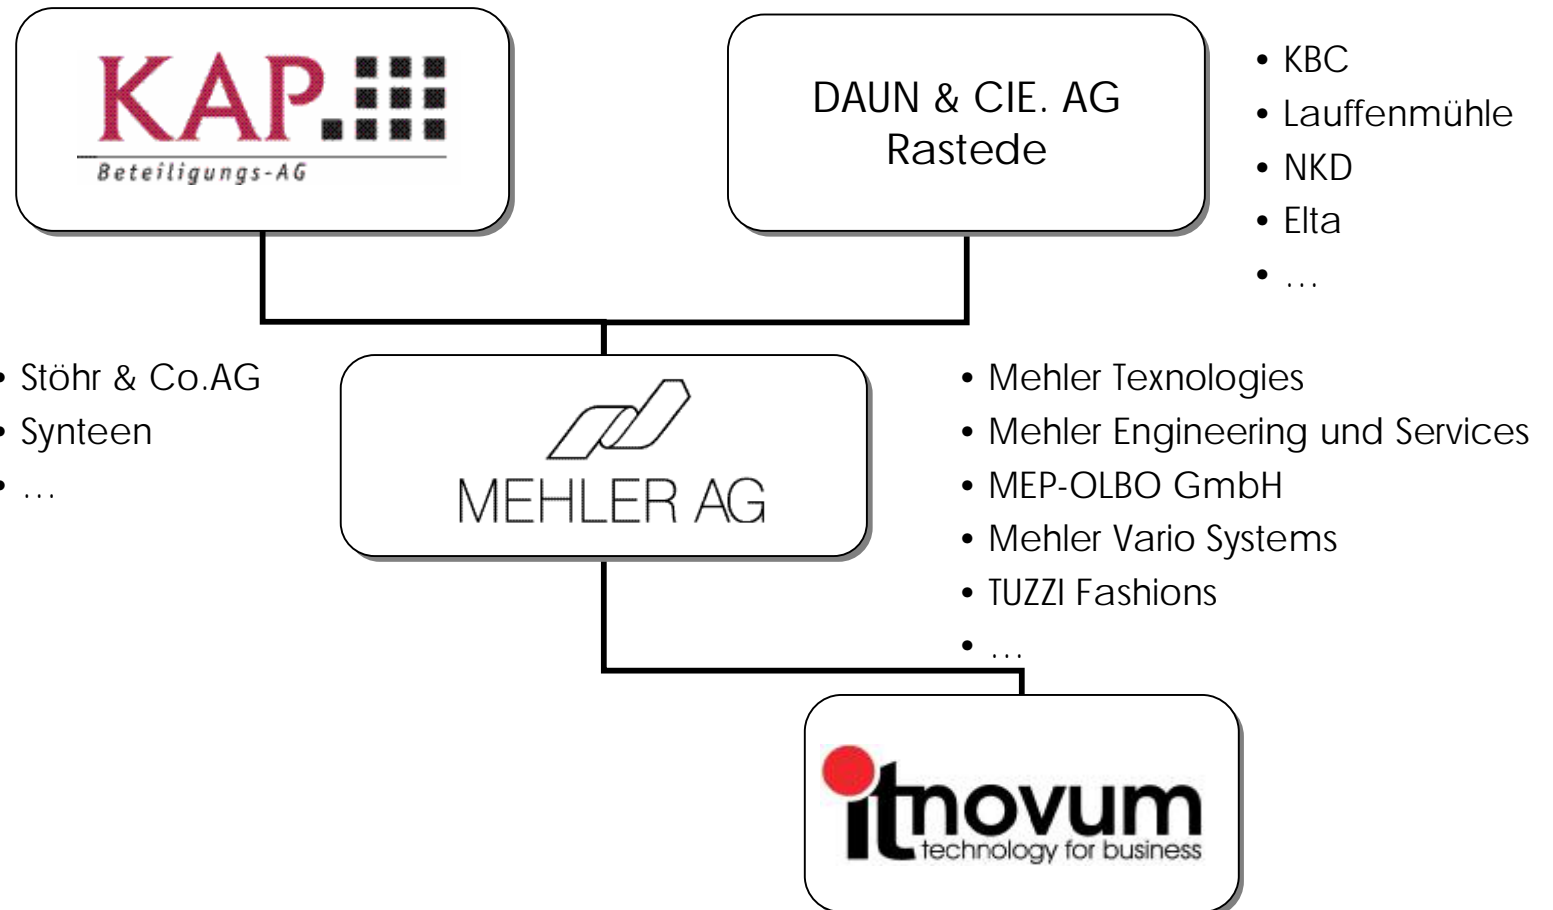 KAP.
Beteiligungs-AG
DAUN & CIE. AG
Rastede
• KBC
• Lauffenmühle
• NKD
• Elta
• ...
• Stöhr & Co.AG
• Synteen
• ...
MEHLER AG
• Mehler Texnologies
• Mehler Engineering und Services
• MEP-OLBO GmbH
• Mehler Vario Systems
• TUZZI Fashions
• ...
itnovum
technology for business